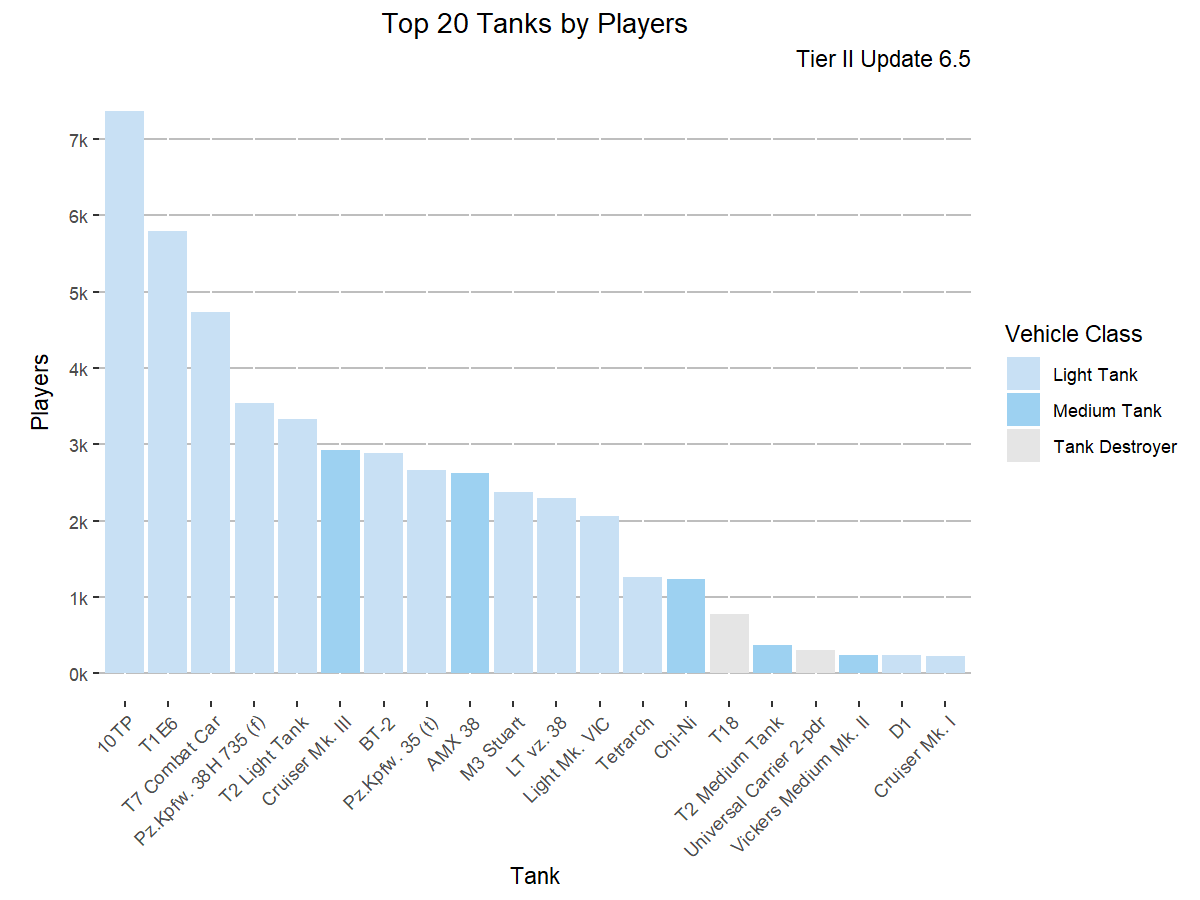 Top 20 Tanks by Players
Tier II Update 6.5
7k
6k
5k
4k
3k
2k
1k
0k
Players
10TP
T1E6
T7 Combat Car
Pz.Kpfw. 38H 735 (f)
T2 Light Tank
Cruiser Mk. III
BT-2
Pz.Kpfw. 35 (t)
AMX 38
M3 Stuart
LT vz. 38
Light Mk. VIC
Tetrarch
Chi-Ni
T18
T2 Medium Tank
Universal Carrier 2-pdr
Vickers Medium Mk. II
D1
Cruiser Mk. I
Tank
Vehicle Class
Light Tank
Medium Tank
Tank Destroyer